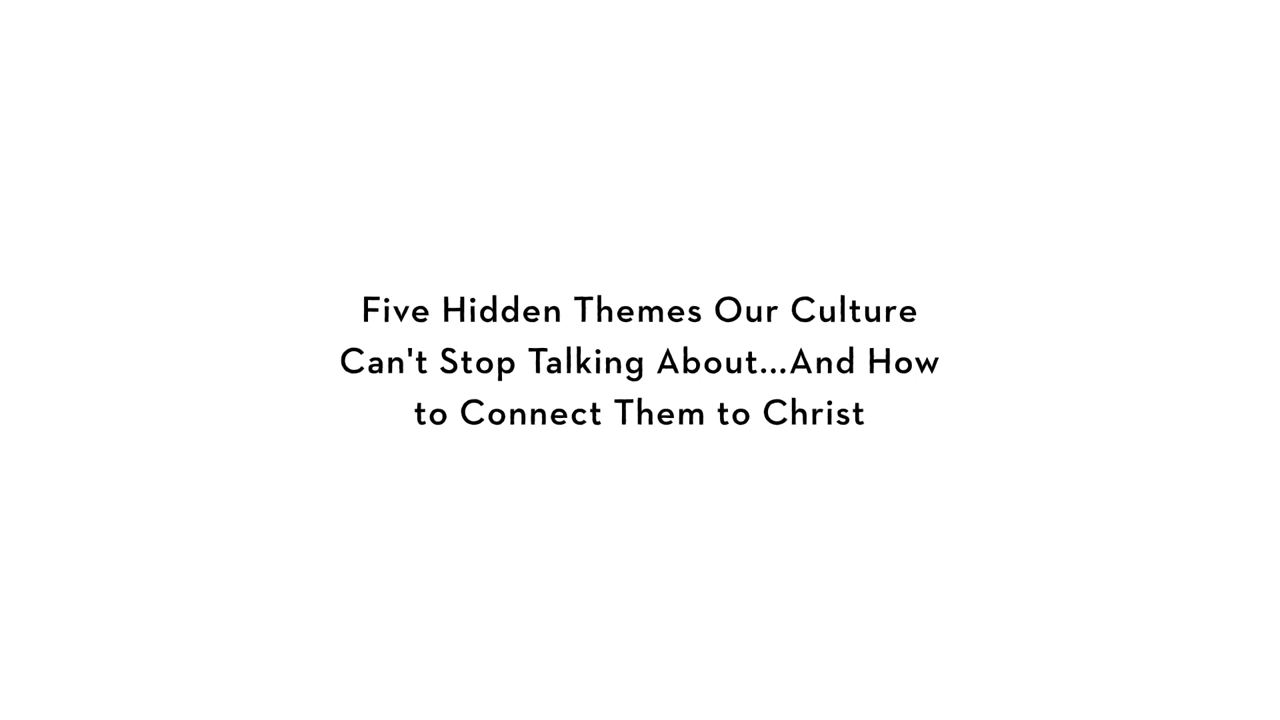 Five Hidden Themes Our Culture
Can't Stop Talking About...And How
to Connect Them to Christ